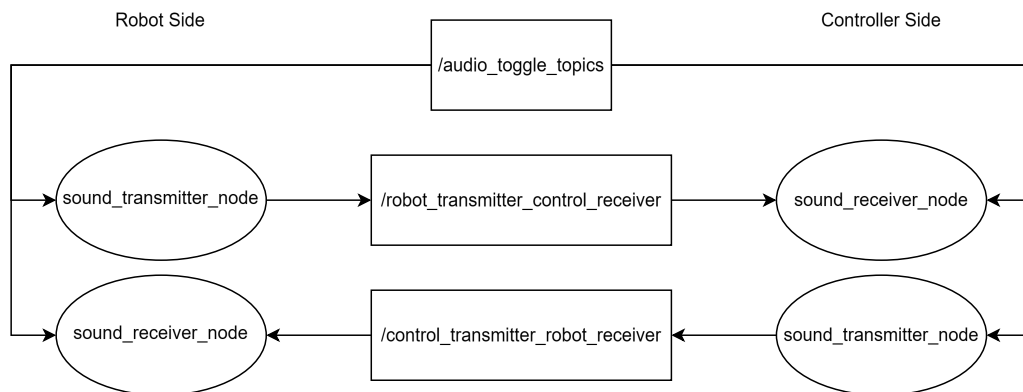 Robot Side
Controller Side
/audio_toggle_topics
sound_transmitter_node
/robot_transmitter_control_receiver
sound_receiver_node
sound_receiver_node
/control_transmitter_robot_receiver
sound_transmitter_node